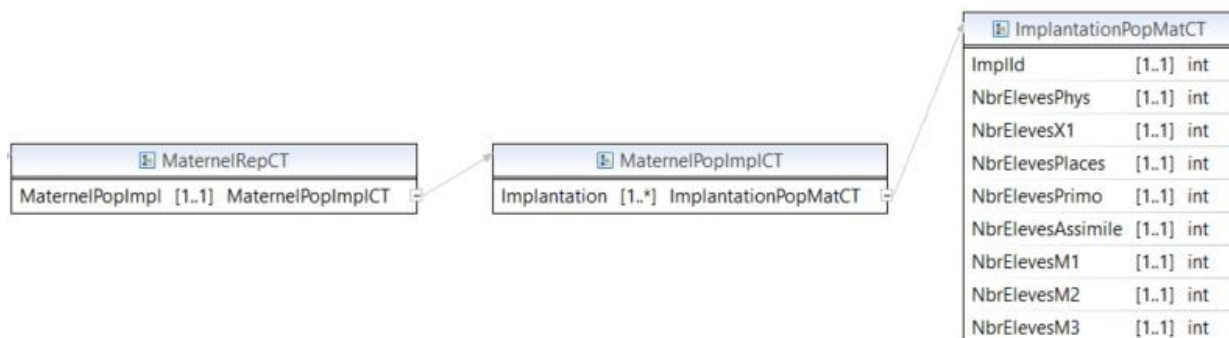 MaternelRepCT
MaternelPopImpl [1..1] MaternelPopImplCT
MaternelPopImplCT
Implantation [1..*] ImplantationPopMatCT
ImplantationPopMatCT
ImplId [1..1] int
NbrElevesPhys [1..1] int
NbrElevesX1 [1..1] int
NbrElevesPlaces [1..1] int
NbrElevesPrimo [1..1] int
NbrElevesAssimile [1..1] int
NbrElevesM1 [1..1] int
NbrElevesM2 [1..1] int
NbrElevesM3 [1..1] int